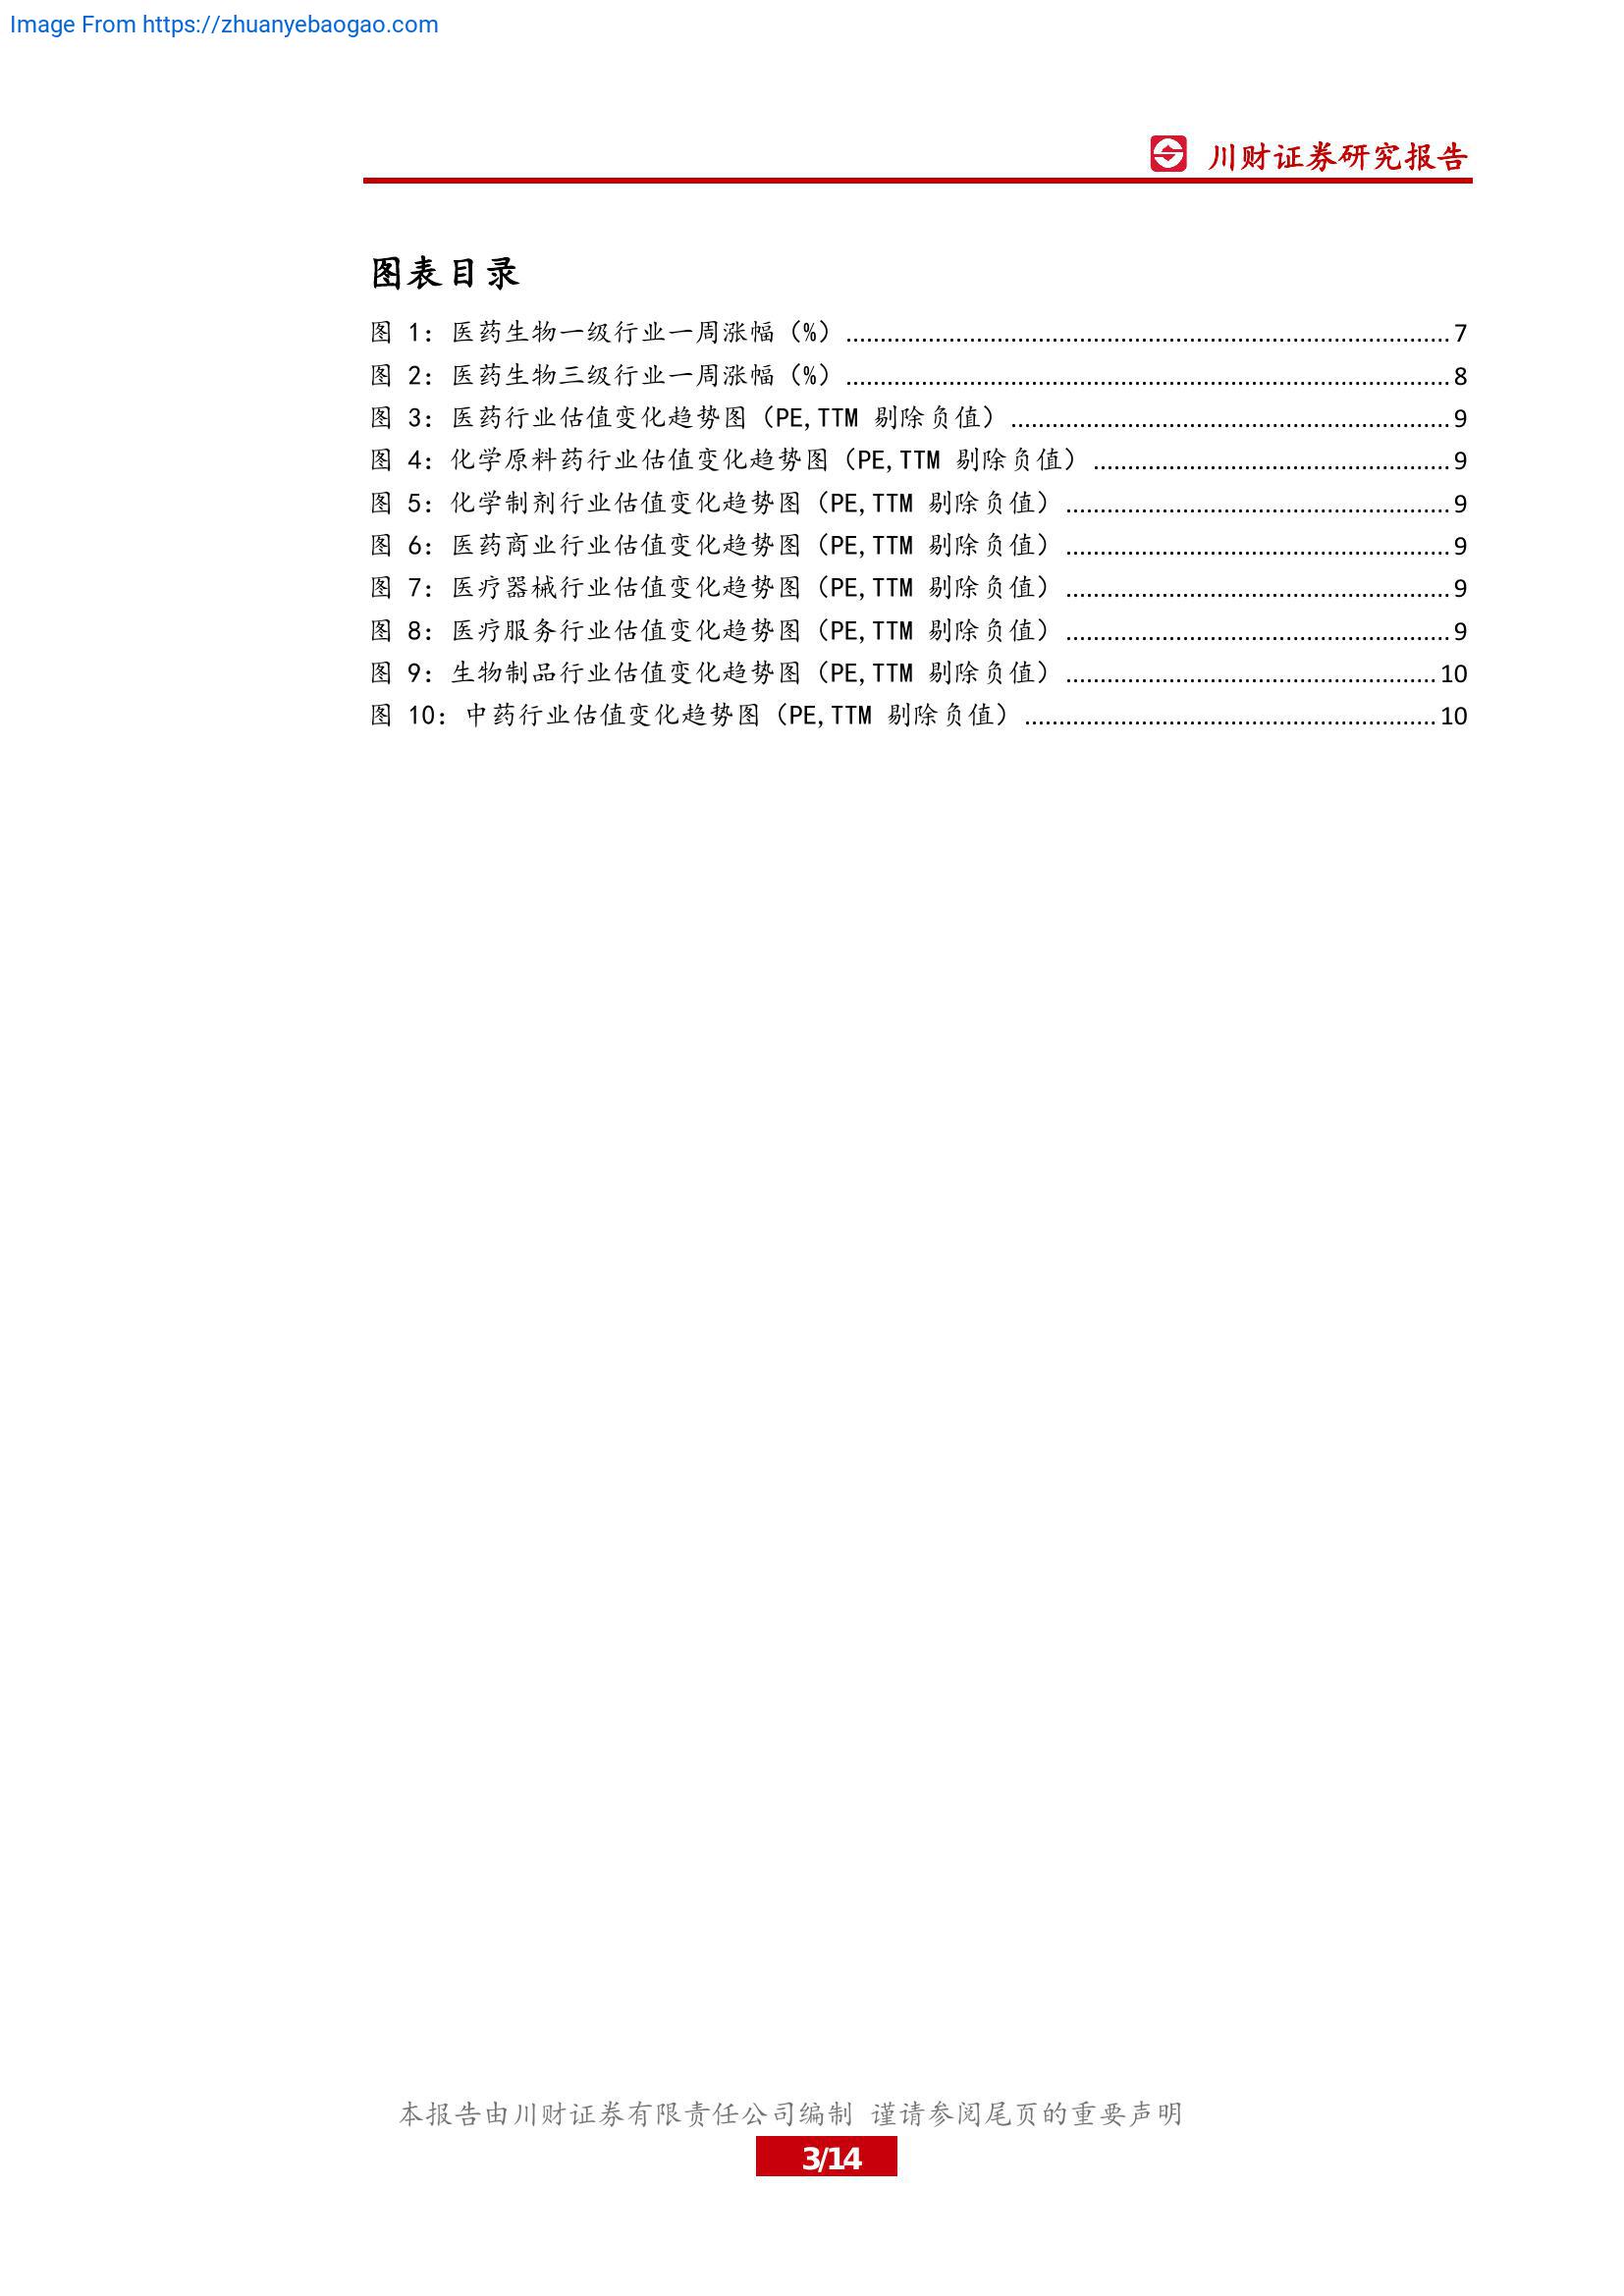 Image From https://zhuanyebaogao.com
川财证券研究报告
图表目录
图 1：医药生物一级行业一周涨幅（%）........................................7
图 2：医药生物三级行业一周涨幅（%）........................................8
图 3：医药行业估值变化趋势图（PE,TTM 剔除负值）........................................9
图 4：化学原料药行业估值变化趋势图（PE,TTM 剔除负值）........................................9
图 5：化学制剂行业估值变化趋势图（PE,TTM 剔除负值）........................................9
图 6：医药商业行业估值变化趋势图（PE,TTM 剔除负值）........................................9
图 7：医疗器械行业估值变化趋势图（PE,TTM 剔除负值）........................................9
图 8：医疗服务行业估值变化趋势图（PE,TTM 剔除负值）........................................9
图 9：生物制品行业估值变化趋势图（PE,TTM 剔除负值）........................................10
图 10：中药行业估值变化趋势图（PE,TTM 剔除负值）........................................10
本报告由川财证券有限责任公司编制 谨请参阅尾页的重要声明
3/14